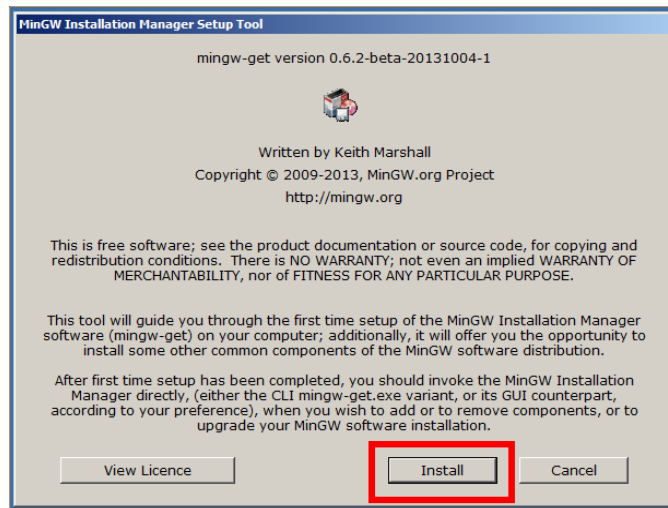 MinGW Installation Manager Setup Tool
mingw-get version 0.6.2-beta-20131004-1
Written by Keith Marshall
Copyright © 2009-2013, MinGW.org Project
http://mingw.org
This is free software; see the product documentation or source code, for copying and
redistribution conditions.  There is NO WARRANTY; not even an implied WARRANTY OF
MERCHANTABILITY, nor of FITNESS FOR ANY PARTICULAR PURPOSE.
This tool will guide you through the first time setup of the MinGW Installation Manager
software (mingw-get) on your computer; additionally, it will offer you the opportunity to
install some other common components of the MinGW software distribution.
After first time setup has been completed, you should invoke the MinGW Installation
Manager directly, (either the CLI mingw-get.exe variant, or its GUI counterpart,
according to your preference), when you wish to add or to remove components, or to
upgrade your MinGW software installation.
View Licence Install Cancel